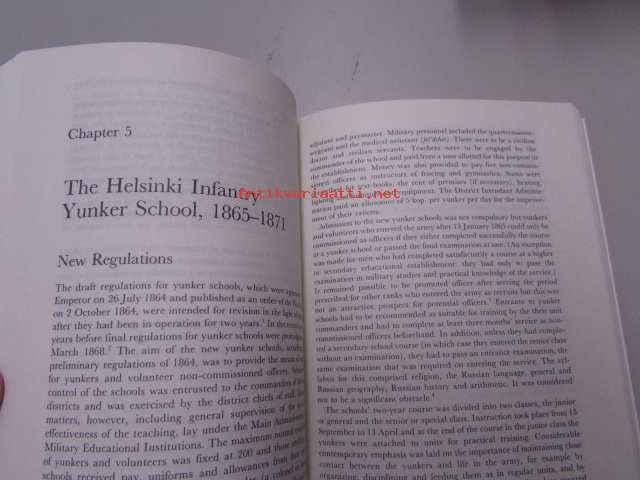 Chapter 5
The Helsinki Infantry
Yunker School, 1865–1871
New Regulations
The draft regulations for yunker schools, which were
Emperor on 26 July 1864 and published as an order of the
on 2 October 1864, were intended for revision in the light
after they had been in operation for two years.¹ In the
years before final regulations for yunker schools were
March 1868.² The aim of the new yunker schools,
preliminary regulations of 1864, was to provide the
for yunkers and volunteer non-commissioned officers.
control of the schools was entrusted to the commanders of
districts and was exercised by the district chiefs of staff.
matters, however, including general supervision of the
effectiveness of the teaching, lay under the Main
Military Educational Institutions. The maximum
of yunkers and volunteers was fixed at 200 and
schools received pay, uniforms and allowances from
adjutant and paymaster. Military personnel included the
and the medical assistant There were to be a civilian
doctor and civilian servants. Teachers were to be engaged by the
commander of the school and paid from a sum allotted for this purpose in
the establishment. Money was also provided to pay five non-commis-
sioned officers as instructors of fencing and gymnastics. Sums were
text-books, the rent of premises (if necessary), heating,
lighting equipment. The District Intendant Adminis-
tration paid an allowance of 5 kop. per yunker per day for the improve-
ment of their rations.
Admission to the new yunker schools was not compulsory but yunkers
and volunteers who entered the army after 15 January 1865 could only be
commissioned as officers if they either completed successfully the course
at a yunker school or passed the final examination at one. (An exception
was made for men who had completed satisfactorily a course at a higher
or secondary educational establishment: they had only to pass the
examination in military studies and practical knowledge of the service.)
It remained possible to be promoted officer after serving the period
prescribed for other ranks who entered the army as recruits but this was
not an attractive prospect for potential officers.³ Entrants to yunker
schools had to be recommended as suitable for training by their unit
commanders and had to complete at least three months' service as non-
commissioned officers beforehand. In addition, unless they had comple-
ted a secondary school course (in which case they entered the senior class
without an examination), they had to pass an entrance examination, the
same examination that was required on entering the service. The syl-
labus for this comprised religion, the Russian language, general and
Russian geography, Russian history and arithmetic. It was considered
not to be a significant obstacle.⁴
The schools' two-year course was divided into two classes, the junior
or general and the senior or special class. Instruction took place from 15
September to 13 April and at the end of the course in the junior class the
yunkers were attached to units for practical training. Considerable
contemporary emphasis was laid on the importance of maintaining close
contact between the yunkers and life in the army, for example by
organizing, disciplining and feeding them as in regular units, and by
antikvariaatti.net